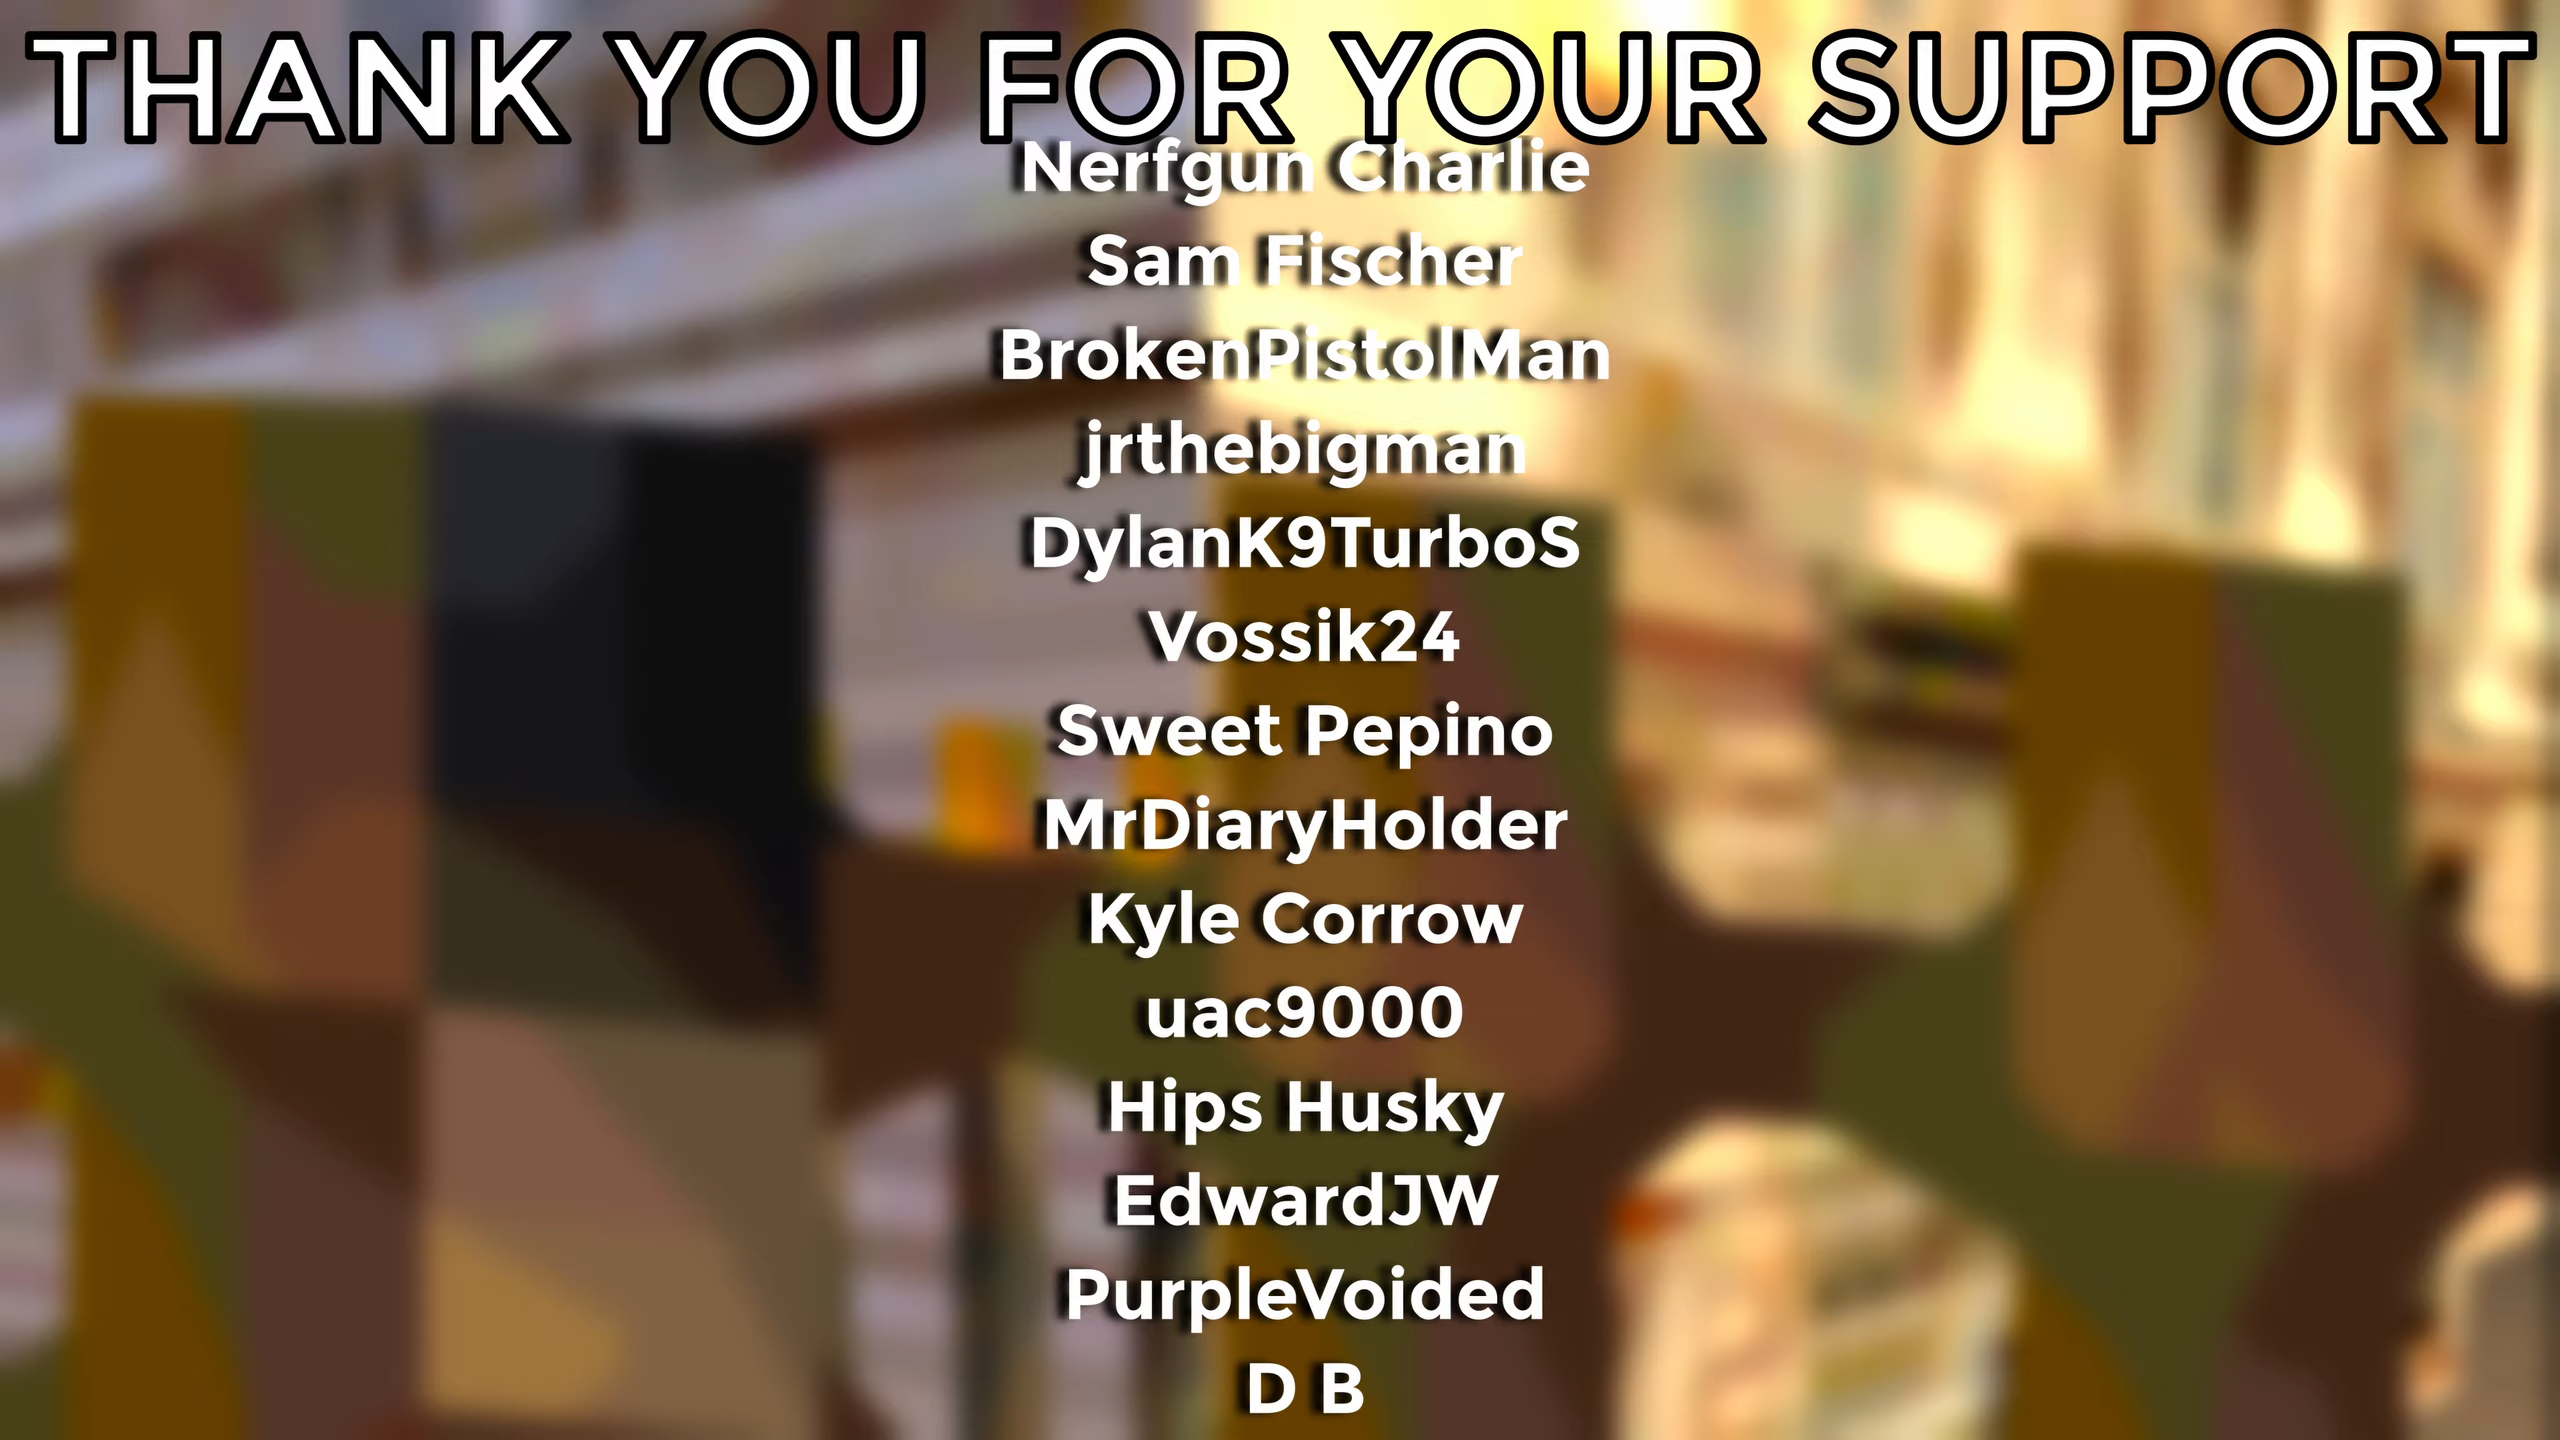 THANK YOU FOR YOUR SUPPORT
Nerfgun Charlie
Sam Fischer
BrokenPistolMan
jrthebigman
DylanK9TurboS
Vossik24
Sweet Pepino
MrDiaryHolder
Kyle Corrow
uac9000
Hips Husky
EdwardJW
PurpleVoided
D B